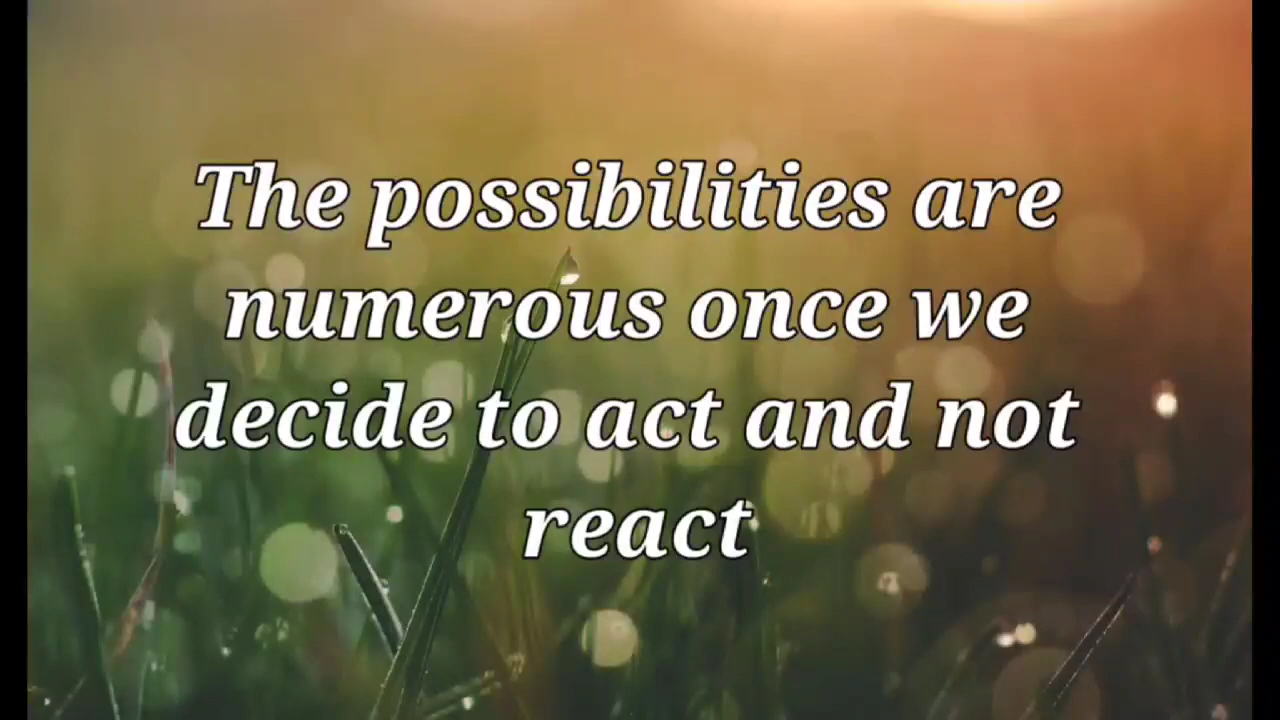 The possibilities are
numerous once we
decide to act and not
react